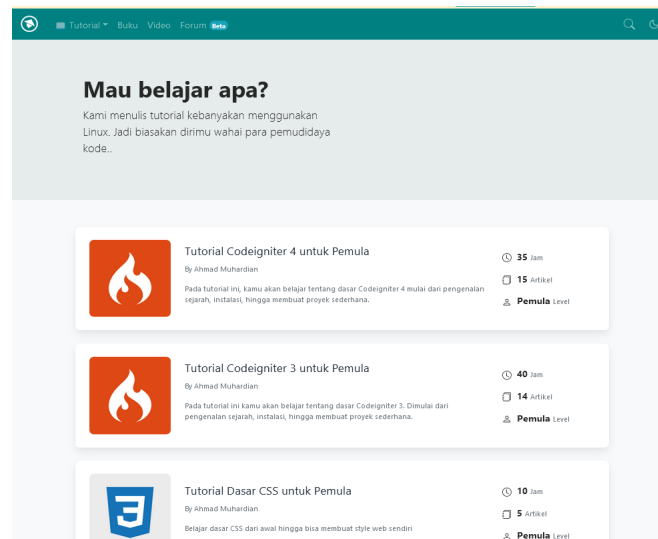 Tutorial Buku Video Forum Beta
Mau belajar apa?
Kami menulis tutorial kebanyakan menggunakan
Linux. Jadi biasakan dirimu wahai para pemudidaya
kode..
Tutorial Codeigniter 4 untuk Pemula
By Ahmad Muhardian
Pada tutorial ini, kamu akan belajar tentang dasar Codeigniter 4 mulai dari pengenalan
sejarah, instalasi, hingga membuat proyek sederhana.
35 Jam
15 Artikel
Pemula Level
Tutorial Codeigniter 3 untuk Pemula
By Ahmad Muhardian
Pada tutorial ini kamu akan belajar tentang dasar Codeigniter 3. Dimulai dari
pengenalan sejarah, instalasi, hingga membuat proyek sederhana.
40 Jam
14 Artikel
Pemula Level
3
Tutorial Dasar CSS untuk Pemula
By Ahmad Muhardian
Belajar dasar CSS dari awal hingga bisa membuat style web sendiri
10 Jam
5 Artikel
Pemula Level